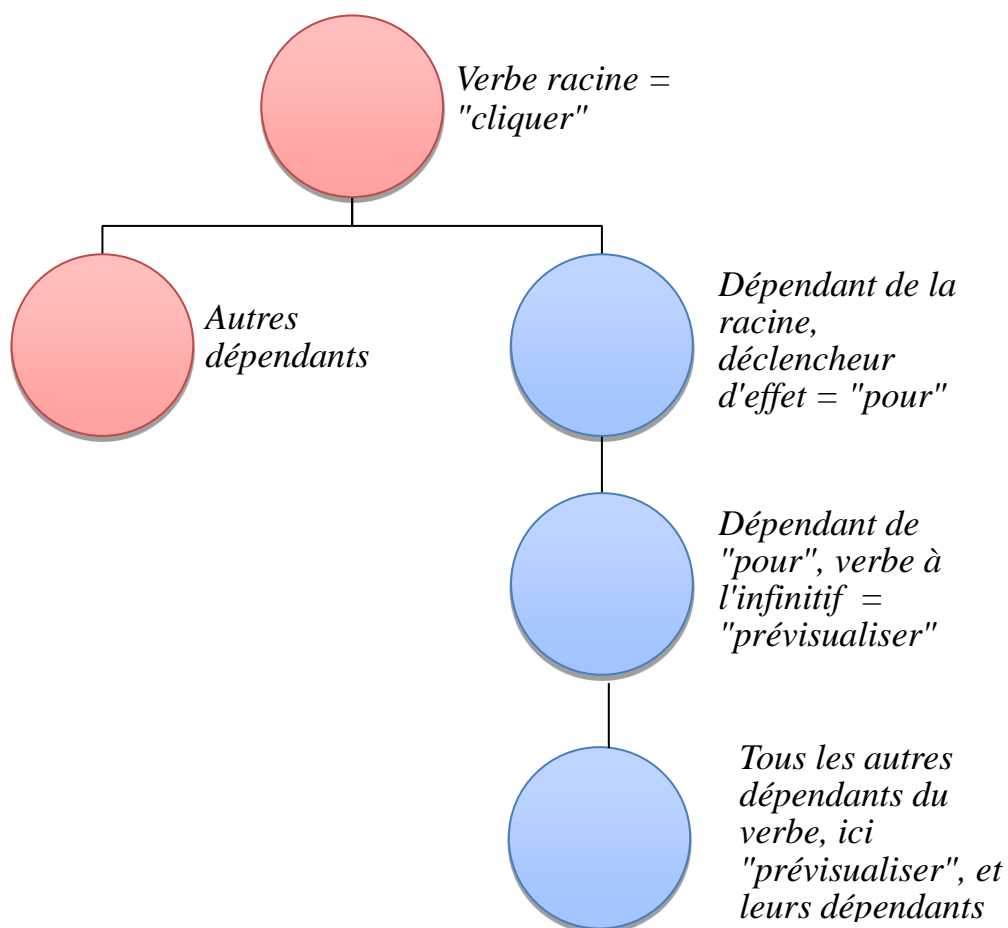 Verbe racine =
"cliquer"
Autres
dépendants
Dépendant de la
racine,
déclencheur
d'effet = "pour"
Dépendant de
"pour", verbe à
l'infinitif =
"prévisualiser"
Tous les autres
dépendants du
verbe, ici
"prévisualiser", et
leurs dépendants